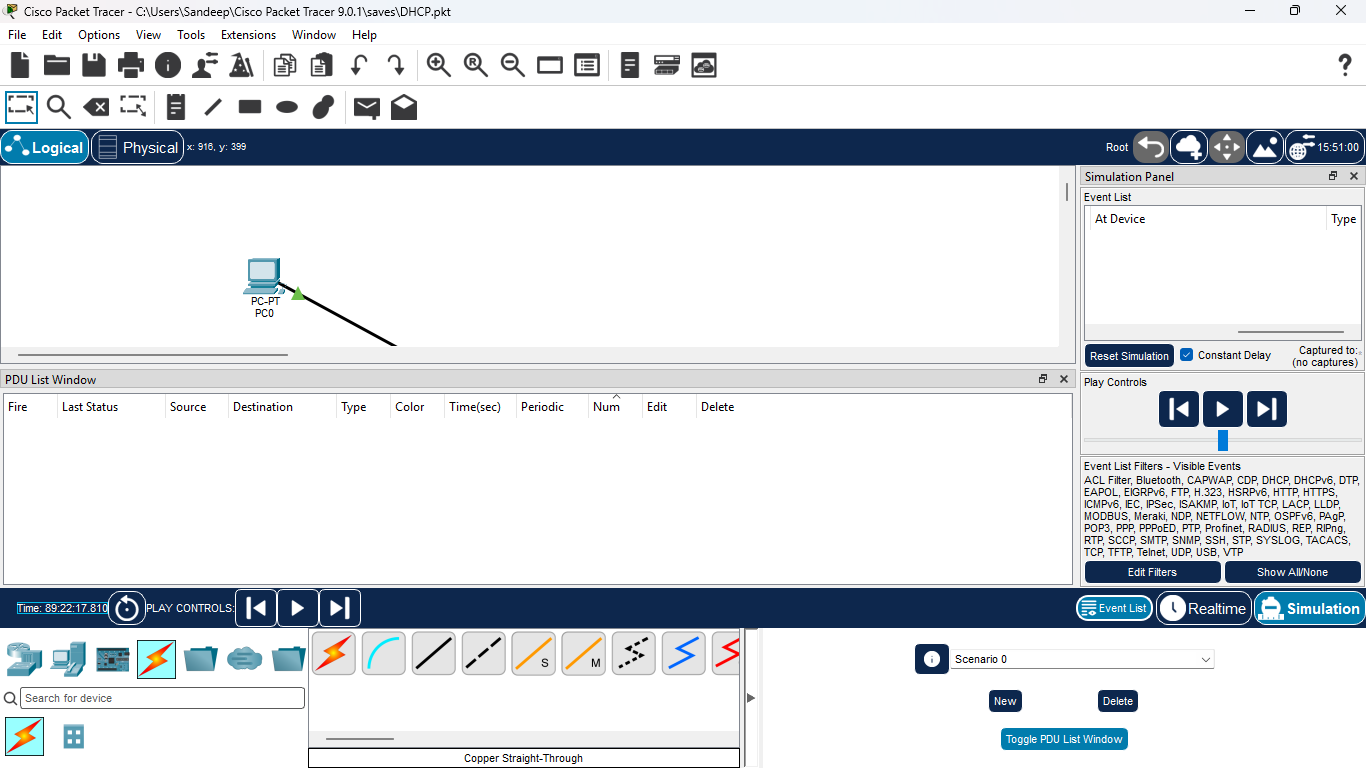 Cisco Packet Tracer - C:\Users\Sandeep\Cisco Packet Tracer 9.0.1\saves\DHCP.pkt
File Edit Options View Tools Extensions Window Help
Logical Physical x: 916, y: 399 Root 15:51:00
PC-PT
PC0
Simulation Panel
Event List
At Device Type
Reset Simulation Constant Delay Captured to:
(no captures)
Play Controls
Event List Filters - Visible Events
ACL Filter, Bluetooth, CAPWAP, CDP, DHCP, DHCPv6, DTP,
EAPOL, EIGRPv6, FTP, H.323, HSRPv6, HTTP, HTTPS,
ICMPv6, IEC, IPSec, ISAKMP, IoT, IoT TCP, LACP, LLDP,
MODBUS, Meraki, NDP, NETFLOW, NTP, OSPFv6, PAgP,
POP3, PPP, PPPoED, PTP, Profinet, RADIUS, REP, RIPng,
RTP, SCCP, SMTP, SNMP, SSH, STP, SYSLOG, TACACS,
TCP, TFTP, Telnet, UDP, USB, VTP
Edit Filters Show All/None
PDU List Window
Fire Last Status Source Destination Type Color Time(sec) Periodic Num Edit Delete
Time: 89:22:17.810 PLAY CONTROLS: Event List Realtime Simulation
S M
Search for device
Copper Straight-Through
Scenario 0
New Delete
Toggle PDU List Window